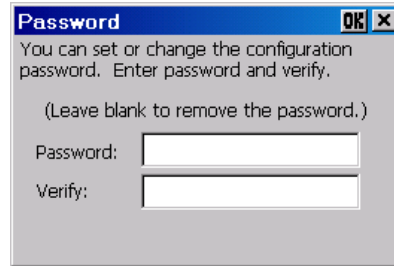 Password OK ×
You can set or change the configuration
password. Enter password and verify.
(Leave blank to remove the password.)
Password:
Verify: